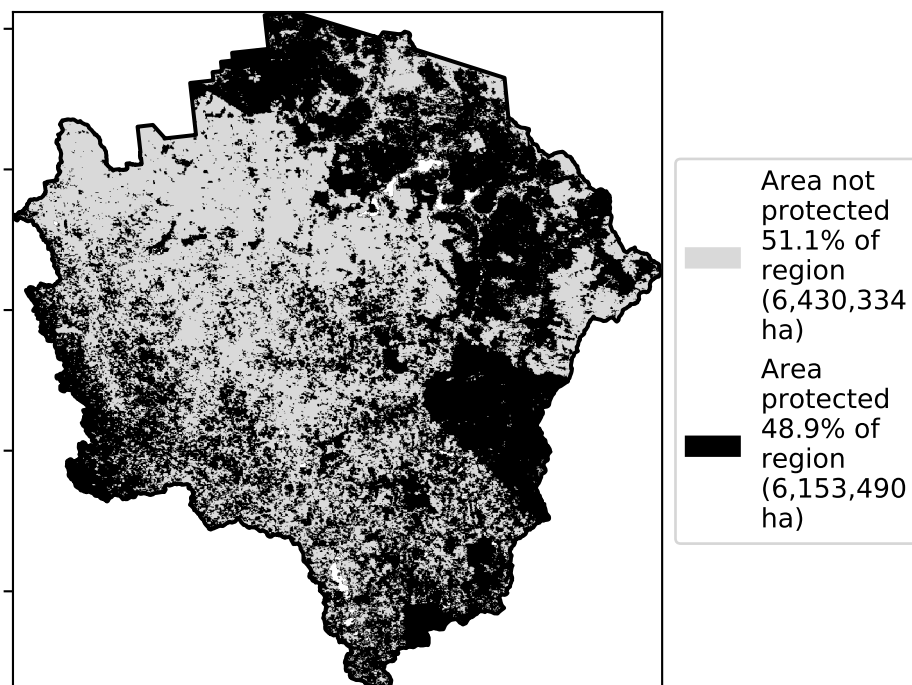 Area not
protected
51.1% of
region
(6,430,334
ha)
Area
protected
48.9% of
region
(6,153,490
ha)